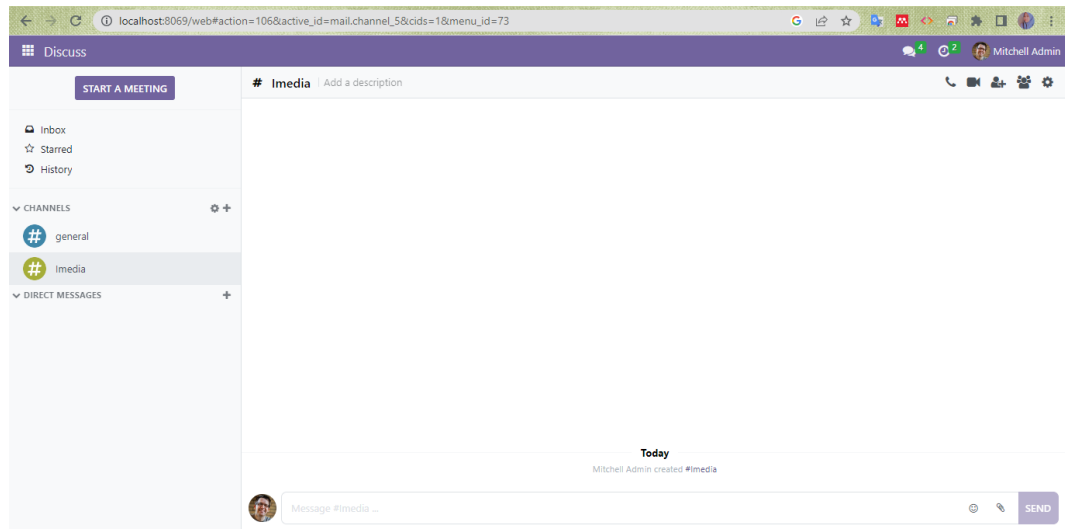 localhost:8069/web#action=106&active_id=mail.channel_5&cids=1&menu_id=73
Discuss
4
2
Mitchell Admin
START A MEETING
# Imedia
Add a description
Inbox
Starred
History
CHANNELS
general
Imedia
DIRECT MESSAGES
Today
Mitchell Admin created #Imedia
Message #Imedia ...
SEND